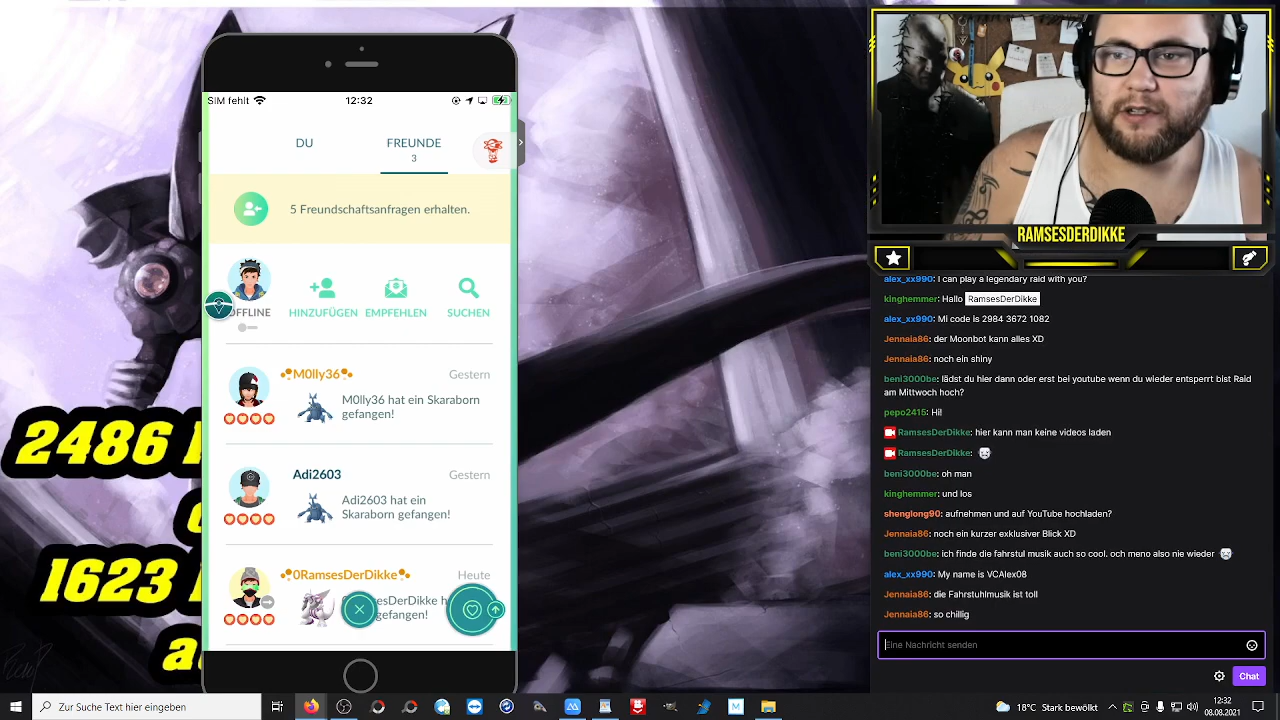 SIM fehlt
12:32
DU
FREUNDE
3
5 Freundschaftsanfragen erhalten.
OFFLINE
HINZUFÜGEN
EMPFEHLEN
SUCHEN
M0lly36
Gestern
M0lly36 hat ein Skaraborn
gefangen!
Adi2603
Gestern
Adi2603 hat ein
Skaraborn gefangen!
0RamsesDerDikke
Heute
gefangen!
2486
1623
RAMSESDERDIKKE
alex_xx990: I can play a legendary raid with you?
kinghemmer: Hallo RamsesDerDikke
alex_xx990: Mi code is 2984 3672 1082
Jennaia86: der Moonbot kann alles XD
Jennaia86: noch ein shiny
beni3000be: lädst du hier dann oder erst bei youtube wenn du wieder entsperrt bist Raid
am Mittwoch hoch?
pepo2415: Hi!
RamsesDerDikke: hier kann man keine videos laden
RamsesDerDikke:
beni3000be: oh man
kinghemmer: und los
shenglong90: aufnehmen und auf YouTube hochladen?
Jennaia86: noch ein kurzer exklusiver Blick XD
beni3000be: ich finde die fahrstul musik auch so cool. och meno also nie wieder
alex_xx990: My name is VCAlex08
Jennaia86: die Fahrstuhlmusik ist toll
Jennaia86: so chillig
Eine Nachricht senden
Chat
Zur Suche Text hier eingeben
16°C
12:32
08.08.2021